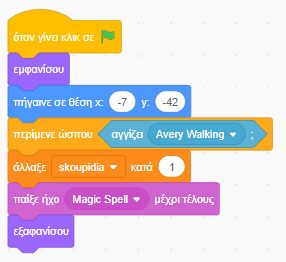 όταν γίνει κλικ σε
εμφανίσου
πήγαινε σε θέση x: -7 y: -42
περίμενε ώσπου αγγίζει Avery Walking ;
άλλαξε skoupidia κατά 1
παίξε ήχο Magic Spell μέχρι τέλους
εξαφανίσου